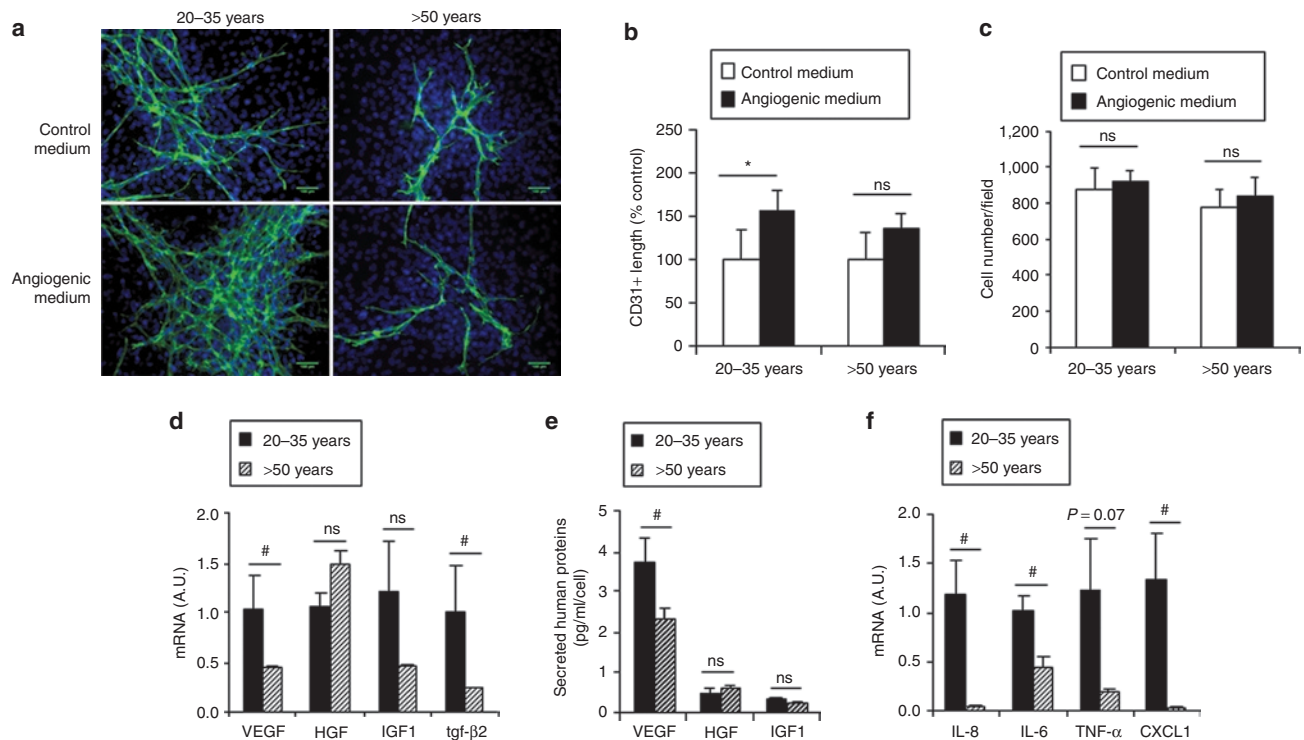 a
20–35 years
>50 years
Control
medium
Angiogenic
medium
b
Control medium
Angiogenic medium
CD31+ length (% control)
250
200
150
100
50
0
*
ns
20–35 years
>50 years
c
Control medium
Angiogenic medium
Cell number/field
1,200
1,000
800
600
400
200
0
ns
ns
20–35 years
>50 years
d
20–35 years
>50 years
mRNA (A.U.)
2.0
1.5
1.0
0.5
0.0
#
ns
ns
#
VEGF
HGF
IGF1
tgf-β2
e
20–35 years
>50 years
Secreted human proteins
(pg/ml/cell)
5
4
3
2
1
0
#
ns
ns
VEGF
HGF
IGF1
f
20–35 years
>50 years
mRNA (A.U.)
2.0
1.5
1.0
0.5
0.0
#
#
P = 0.07
#
IL-8
IL-6
TNF-α
CXCL1